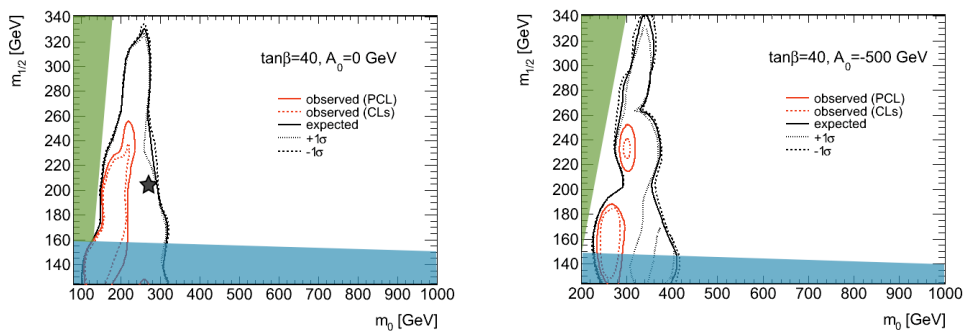 tanβ=40, A₀=0 GeV
observed (PCL)
observed (CLs)
expected
+1σ
-1σ
m₁/₂ [GeV]
340
320
300
280
260
240
220
200
180
160
140
100 200 300 400 500 600 700 800 900 1000
m₀ [GeV]
tanβ=40, A₀=-500 GeV
observed (PCL)
observed (CLs)
expected
+1σ
-1σ
m₁/₂ [GeV]
340
320
300
280
260
240
220
200
180
160
140
200 300 400 500 600 700 800 900 1000
m₀ [GeV]